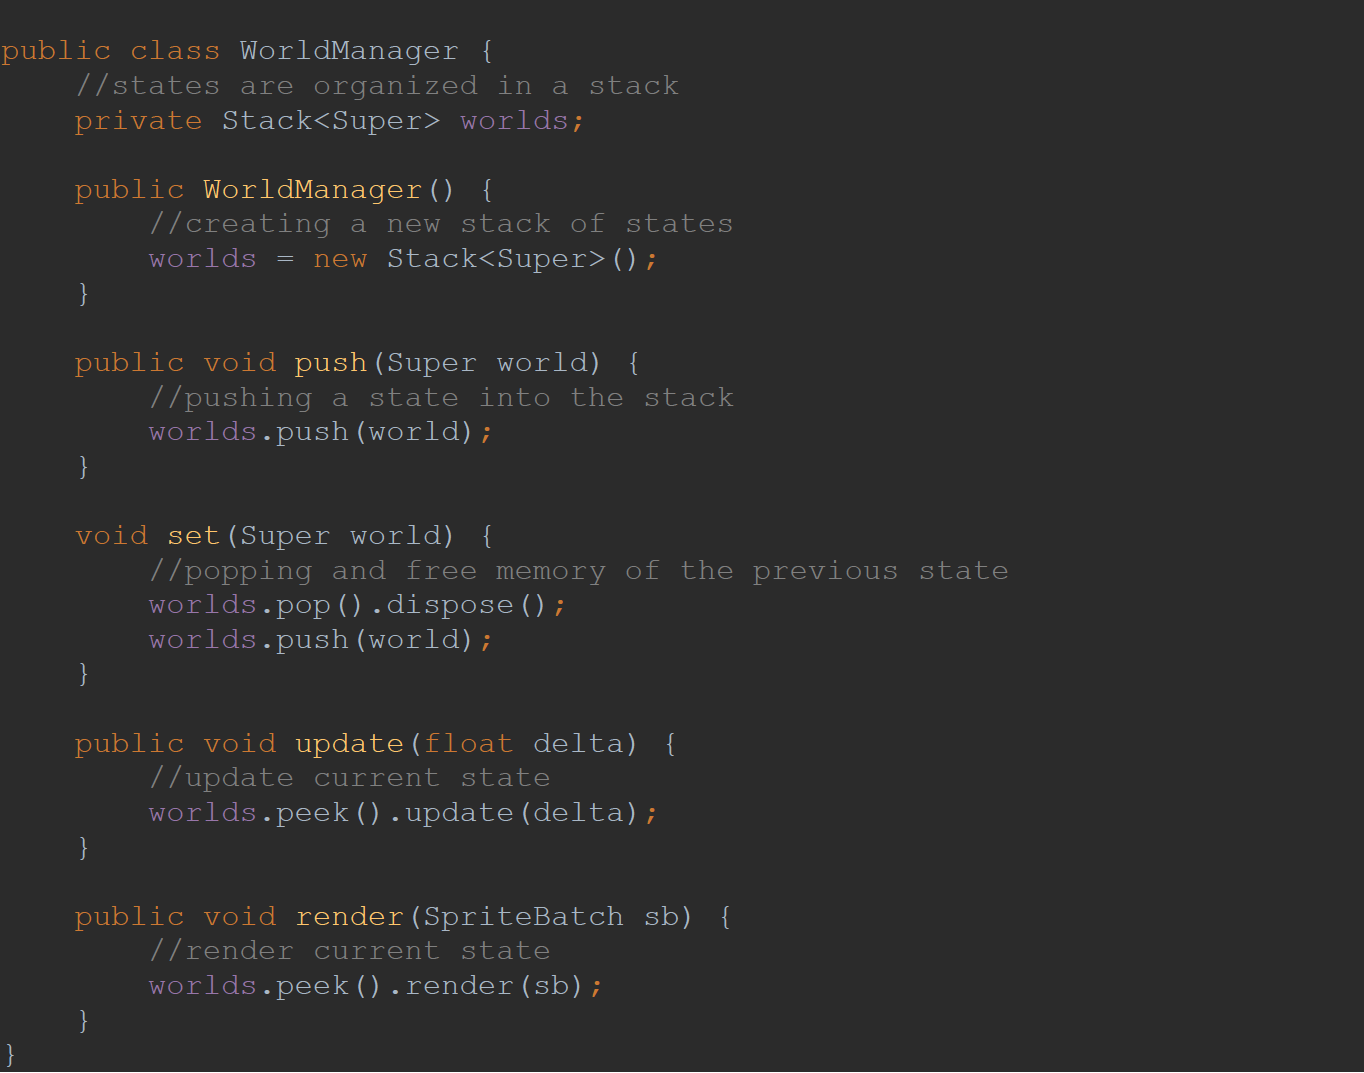 public class WorldManager {
    //states are organized in a stack
    private Stack<Super> worlds;
    public WorldManager() {
        //creating a new stack of states
        worlds = new Stack<Super>();
    }
    public void push(Super world) {
        //pushing a state into the stack
        worlds.push(world);
    }
    void set(Super world) {
        //popping and free memory of the previous state
        worlds.pop().dispose();
        worlds.push(world);
    }
    public void update(float delta) {
        //update current state
        worlds.peek().update(delta);
    }
    public void render(SpriteBatch sb) {
        //render current state
        worlds.peek().render(sb);
    }
}